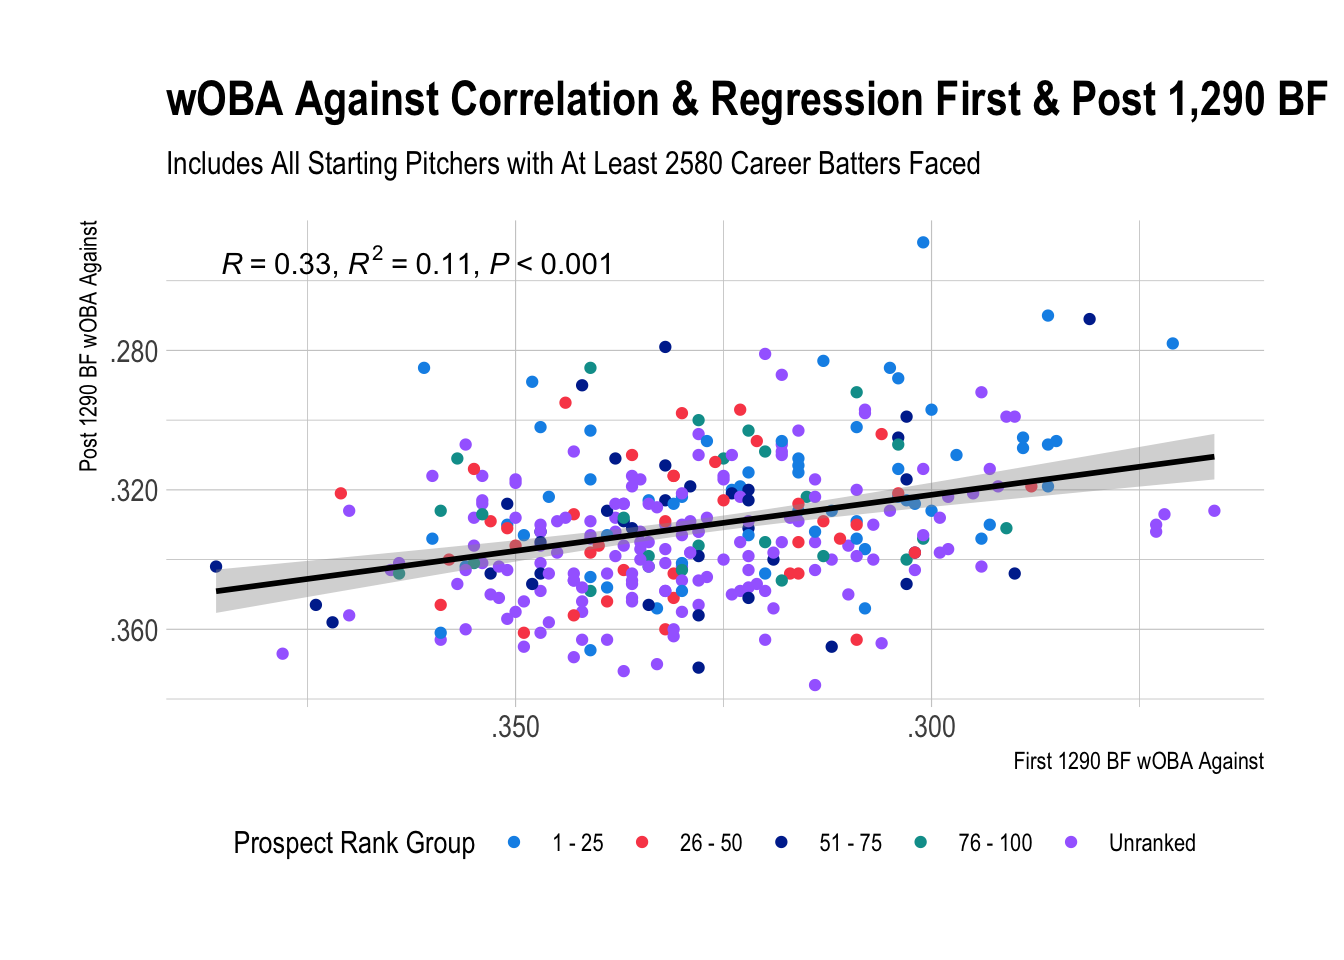 wOBA Against Correlation & Regression First & Post 1,290 BF
Includes All Starting Pitchers with At Least 2580 Career Batters Faced
Post 1290 BF wOBA Against
R = 0.33, R² = 0.11, P < 0.001
.280
.320
.360
.350 .300
First 1290 BF wOBA Against
Prospect Rank Group 1 - 25 26 - 50 51 - 75 76 - 100 Unranked